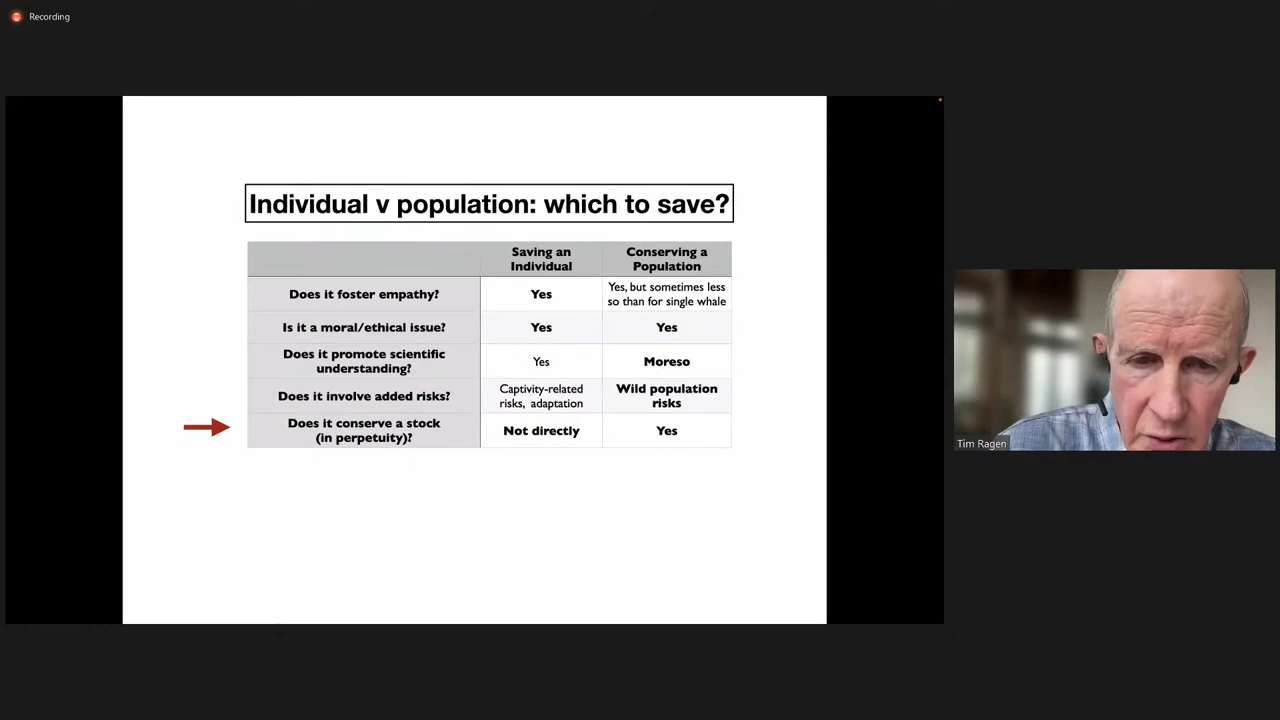 Recording
Individual v population: which to save?
Saving an
Individual
Conserving a
Population
Does it foster empathy?
Yes
Yes, but sometimes less
so than for single whale
Is it a moral/ethical issue?
Yes
Yes
Does it promote scientific
understanding?
Yes
Moreso
Does it involve added risks?
Captivity-related
risks, adaptation
Wild population
risks
Does it conserve a stock
(in perpetuity)?
Not directly
Yes
Tim Ragen